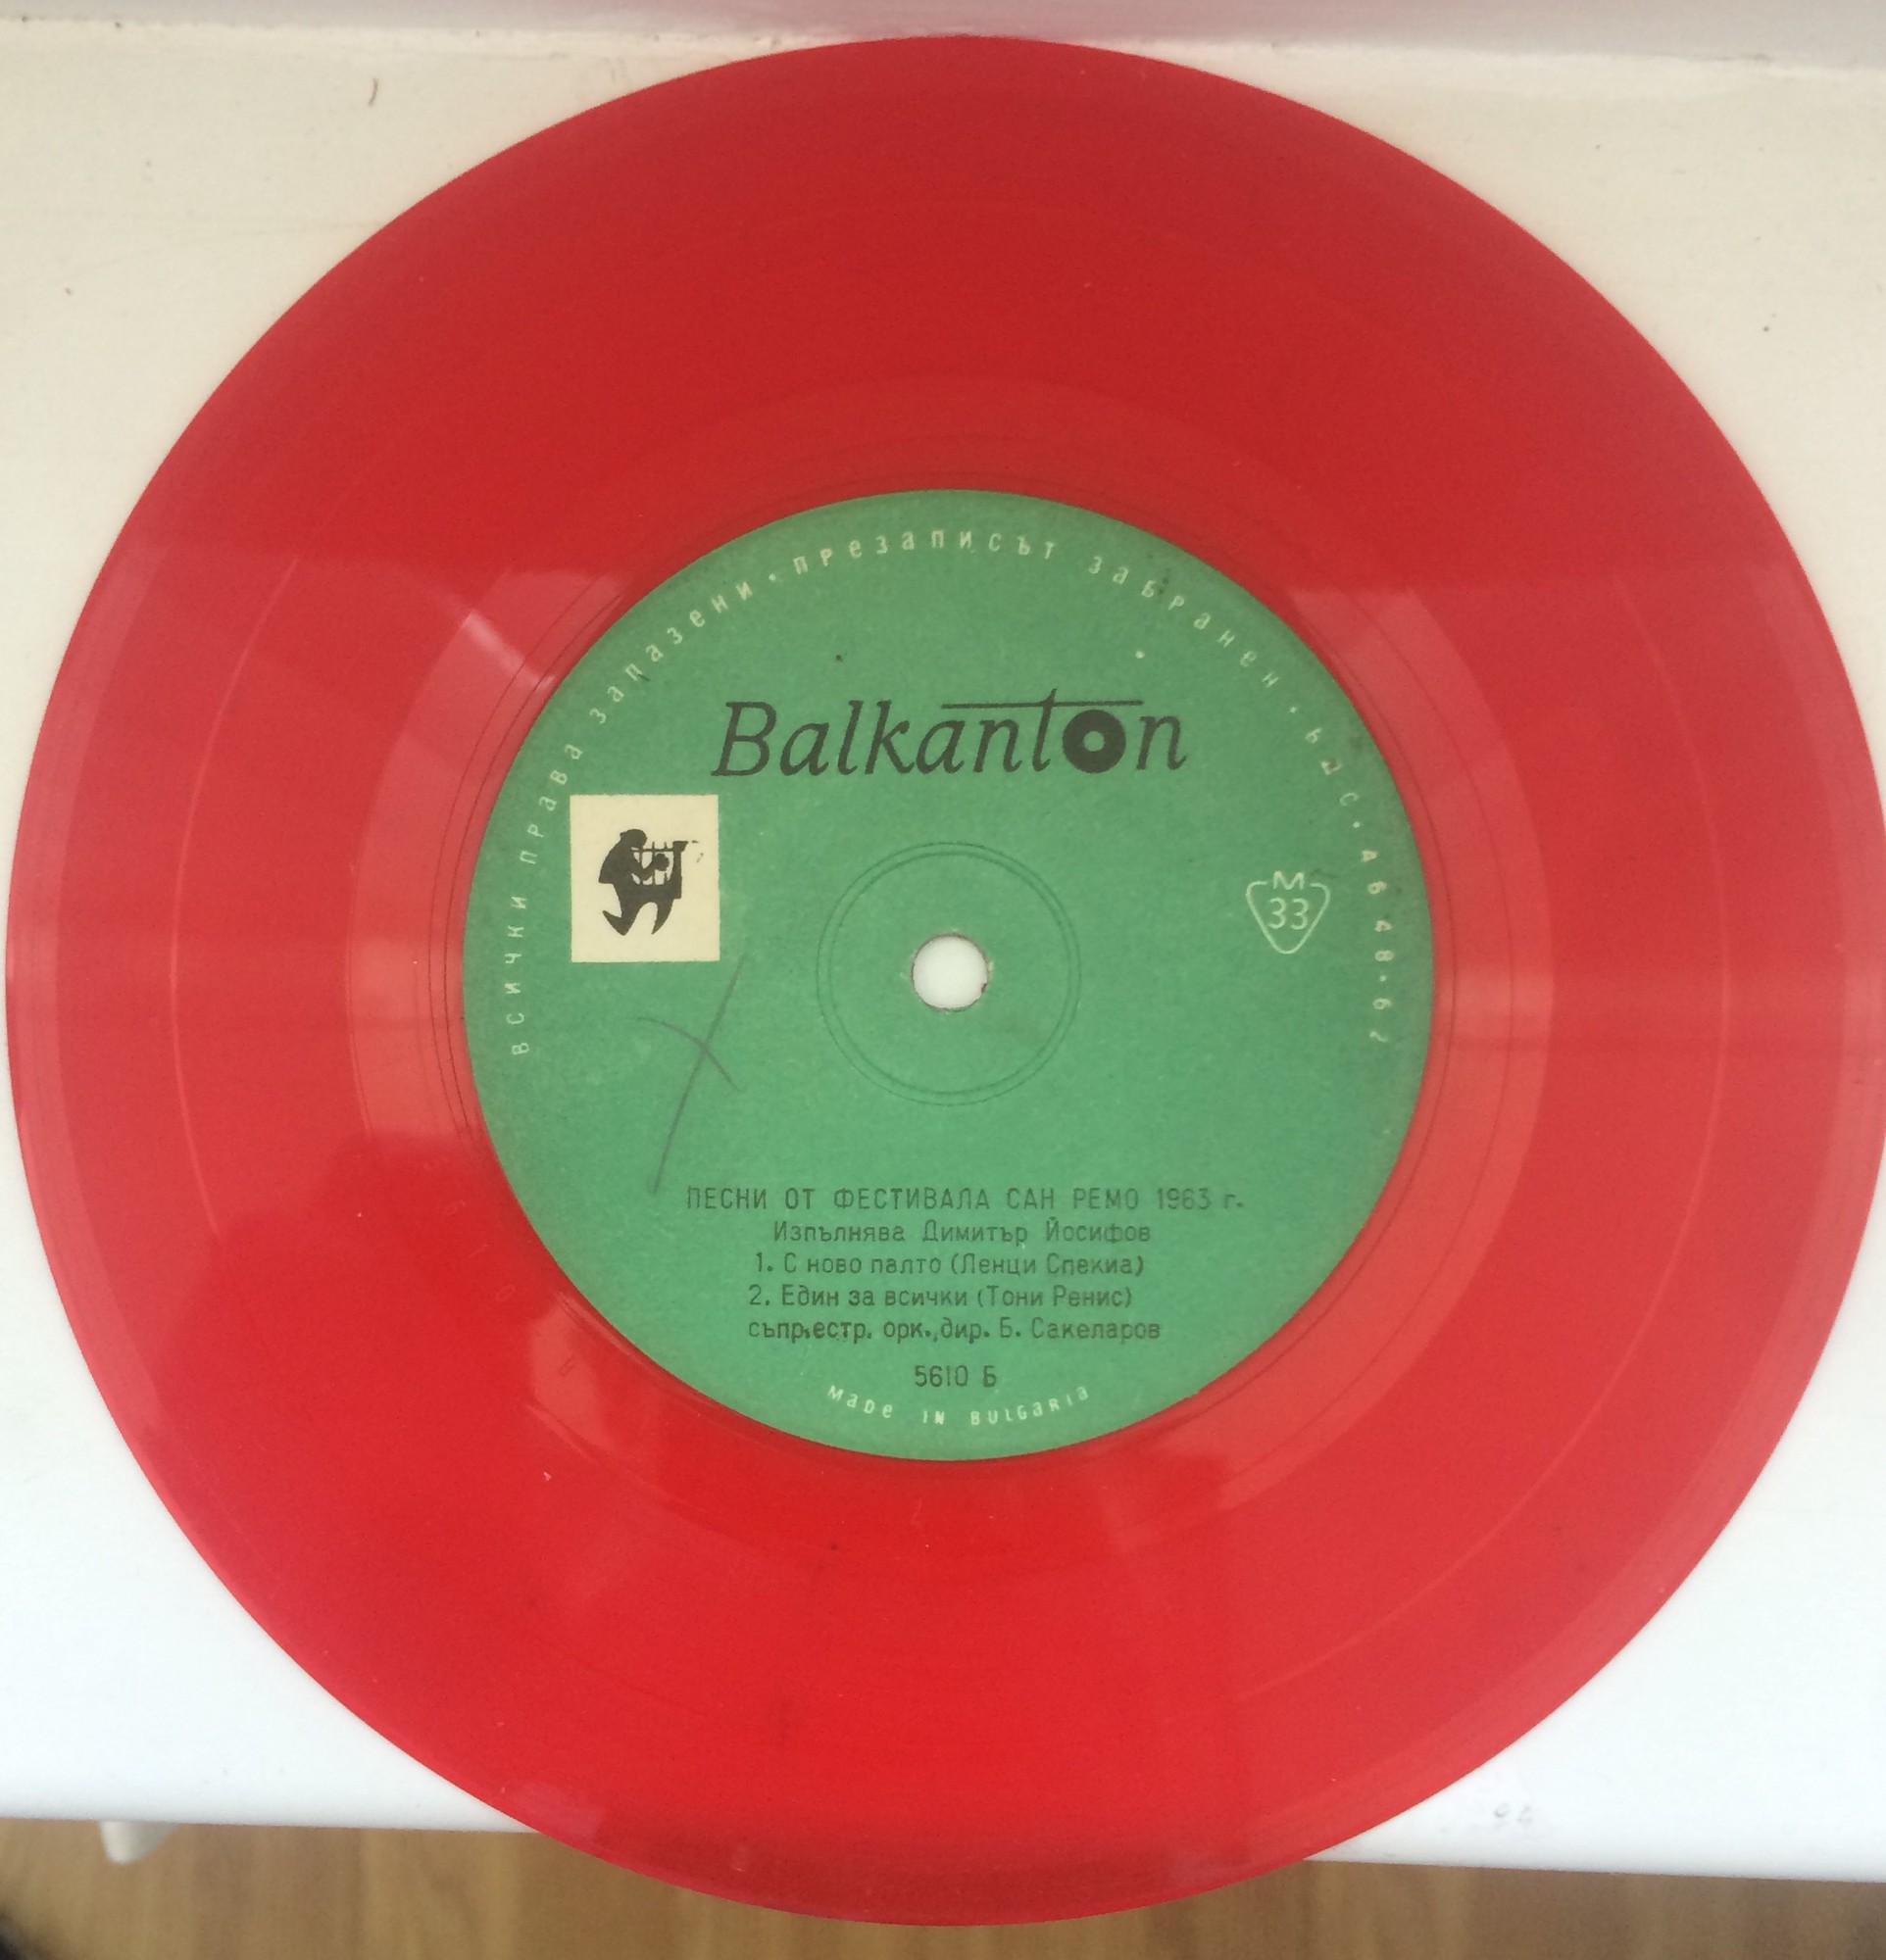 всички права запазени • презаписът забранен • БДС • 4648-62
Balkanton
M
33
ПЕСНИ ОТ ФЕСТИВАЛА САН РЕМО 1963 г.
Изпълнява Димитър Йосифов
1. С ново палто (Ленци Спекиа)
2. Един за всички (Тони Ренис)
съпр.естр. орк.,дир. Б. Сакеларов
5610 Б
Made in Bulgaria